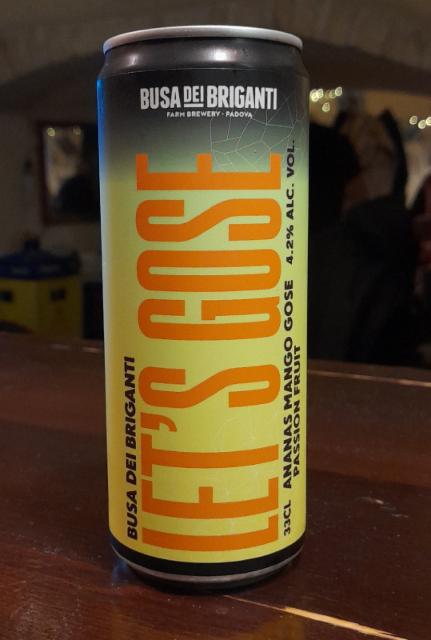 BUSA DEI BRIGANTI
FARM BREWERY - PADOVA
BUSA DEI BRIGANTI
LET'S GOSE
33CL ANANAS MANGO GOSE 4.2% ALC. VOL.
PASSION FRUIT